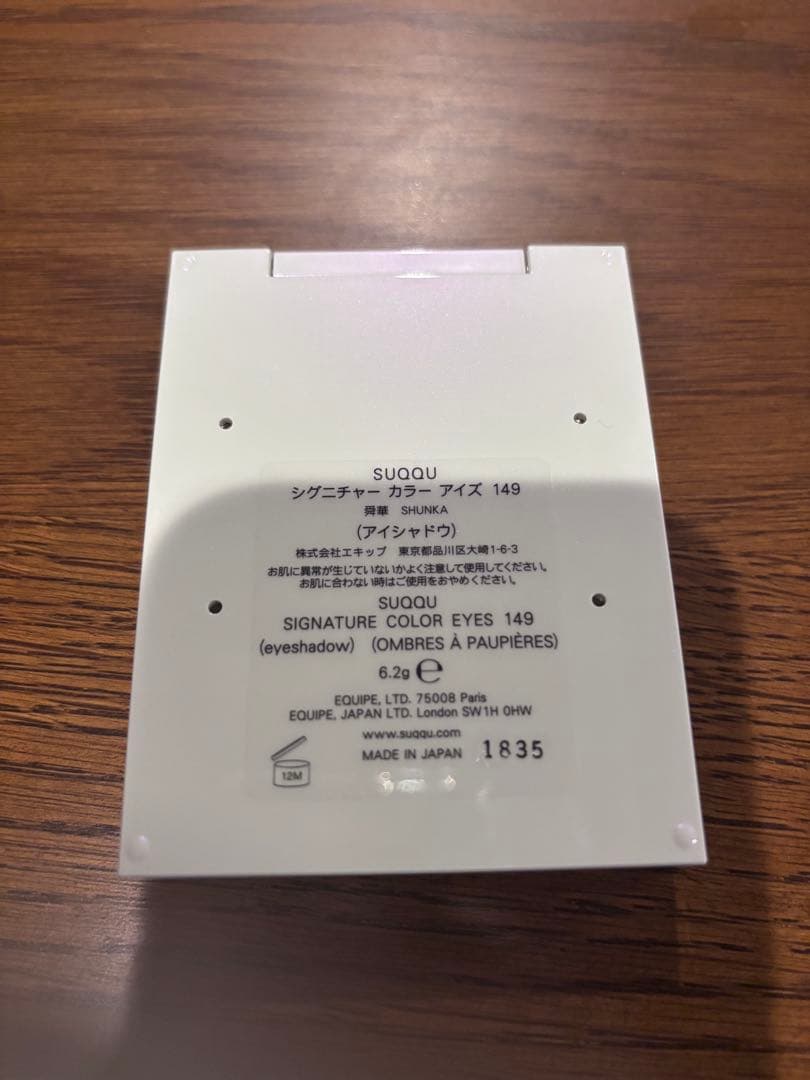 SUQQU
シグニチャー カラー アイズ 149
舜華 SHUNKA
(アイシャドウ)
株式会社エキップ 東京都品川区大崎1-6-3
お肌に異常が生じていないかよく注意して使用してください。
お肌に合わない時はご使用をおやめください。
SUQQU
SIGNATURE COLOR EYES 149
(eyeshadow) (OMBRES À PAUPIÈRES)
6.2g ℮
EQUIPE, LTD. 75008 Paris
EQUIPE, JAPAN LTD. London SW1H 0HW
www.suqqu.com
MADE IN JAPAN 1835
12M